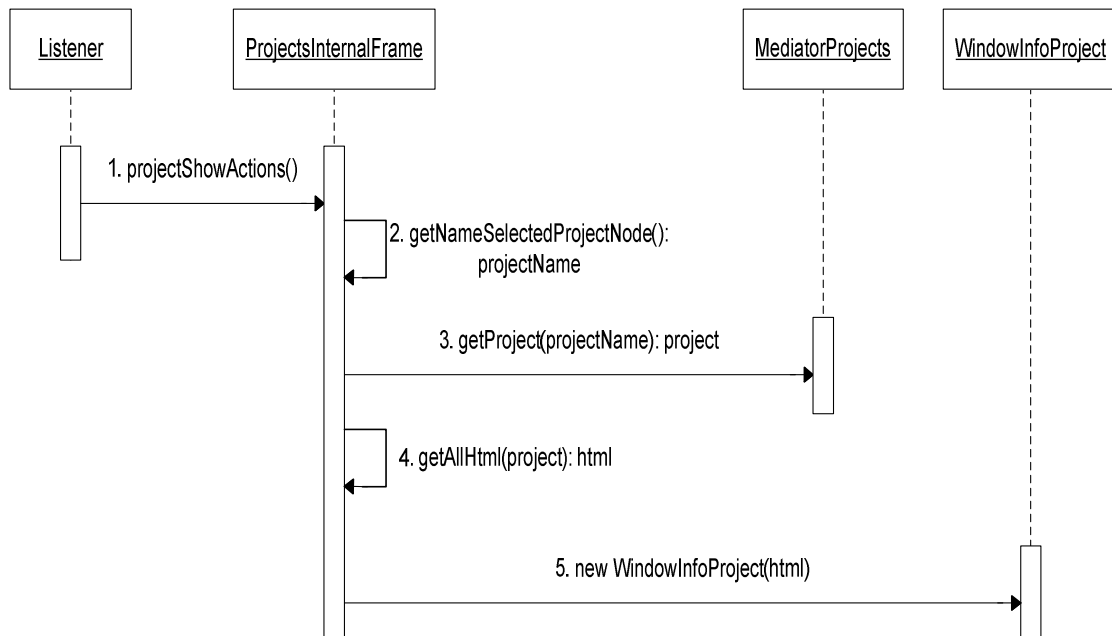 Listener
ProjectsInternalFrame
MediatorProjects
WindowInfoProject
1. projectShowActions()
2. getNameSelectedProjectNode():
projectName
3. getProject(projectName): project
4. getAllHtml(project): html
5. new WindowInfoProject(html)